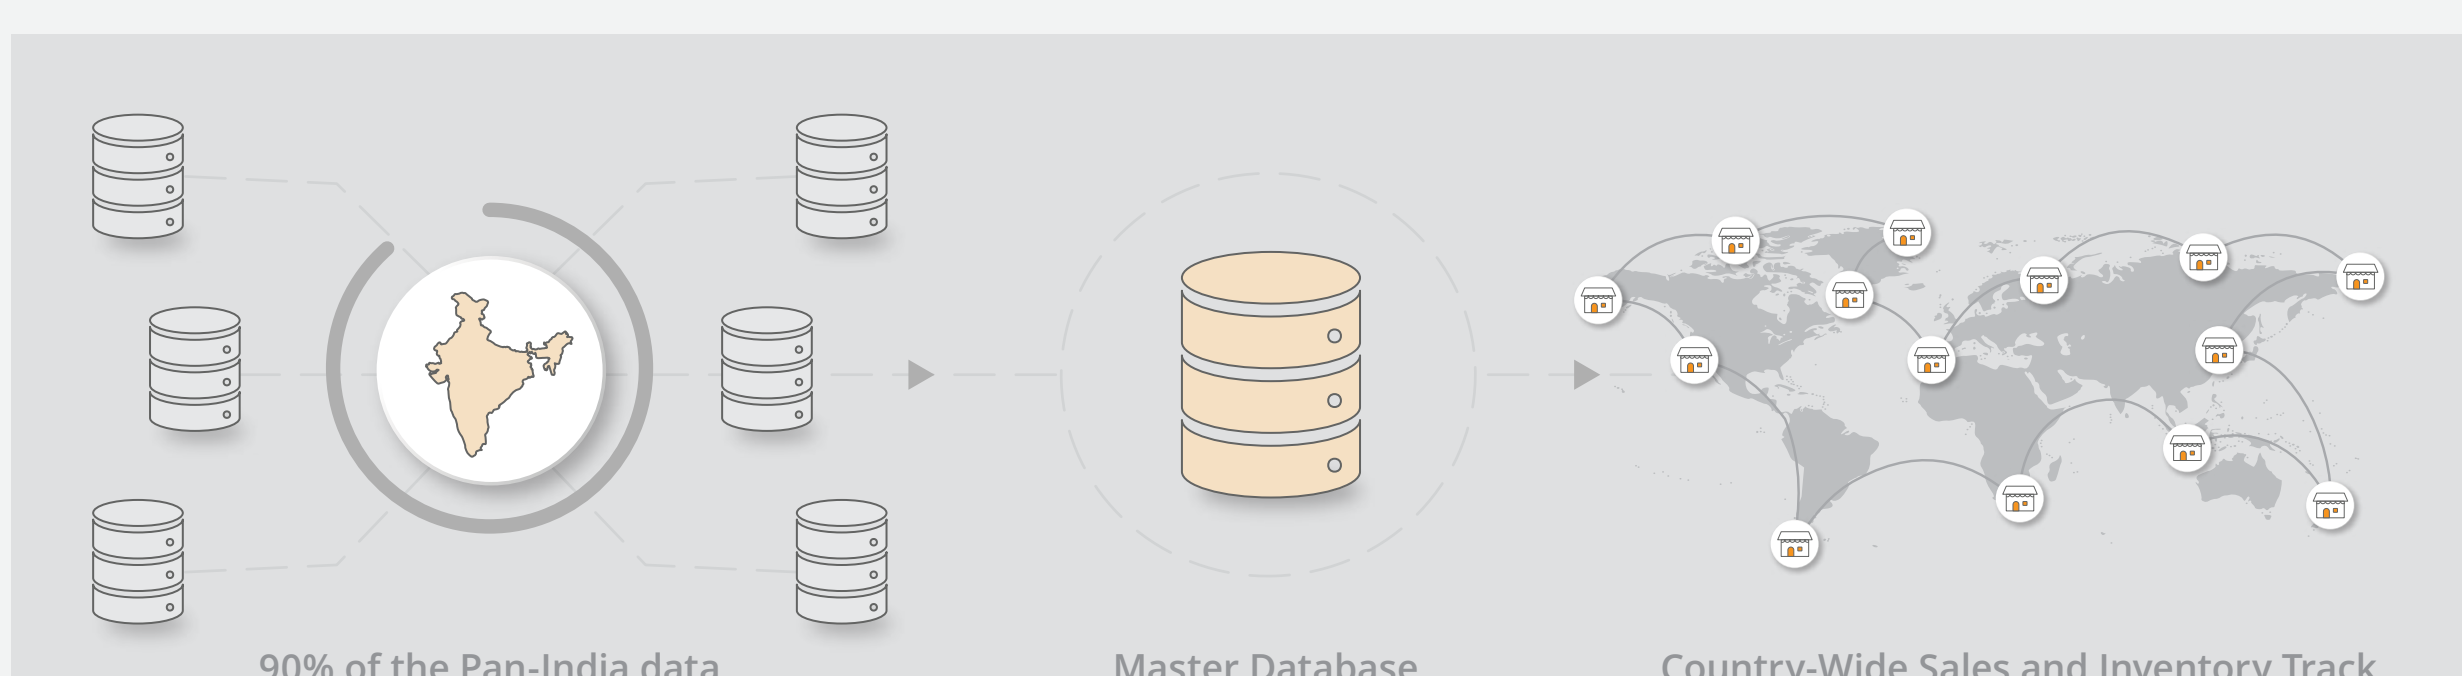 90% of the Pan-India data
Master Database
Country-Wide Sales and Inventory Track